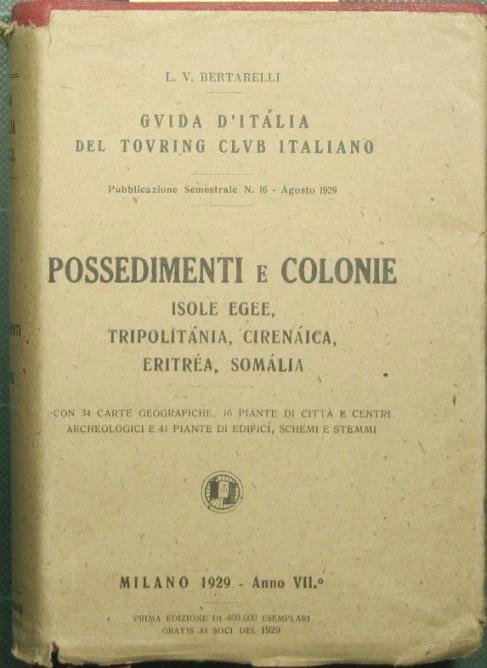 L. V. BERTARELLI
GVIDA D'ITÁLIA
DEL TOVRING CLVB ITALIANO
Pubblicazione Semestrale N. 16 - Agosto 1929
POSSEDIMENTI E COLONIE
ISOLE EGEE,
TRIPOLITÁNIA, CIRENÁICA,
ERITRÉA, SOMÁLIA
CON 34 CARTE GEOGRAFICHE, 16 PIANTE DI CITTÀ E CENTRI
ARCHEOLOGICI E 41 PIANTE DI EDIFICI, SCHEMI E STEMMI
MILANO 1929 - Anno VII.º
PRIMA EDIZIONE DI 400.000 ESEMPLARI
GRATIS AI SOCI DEL 1929